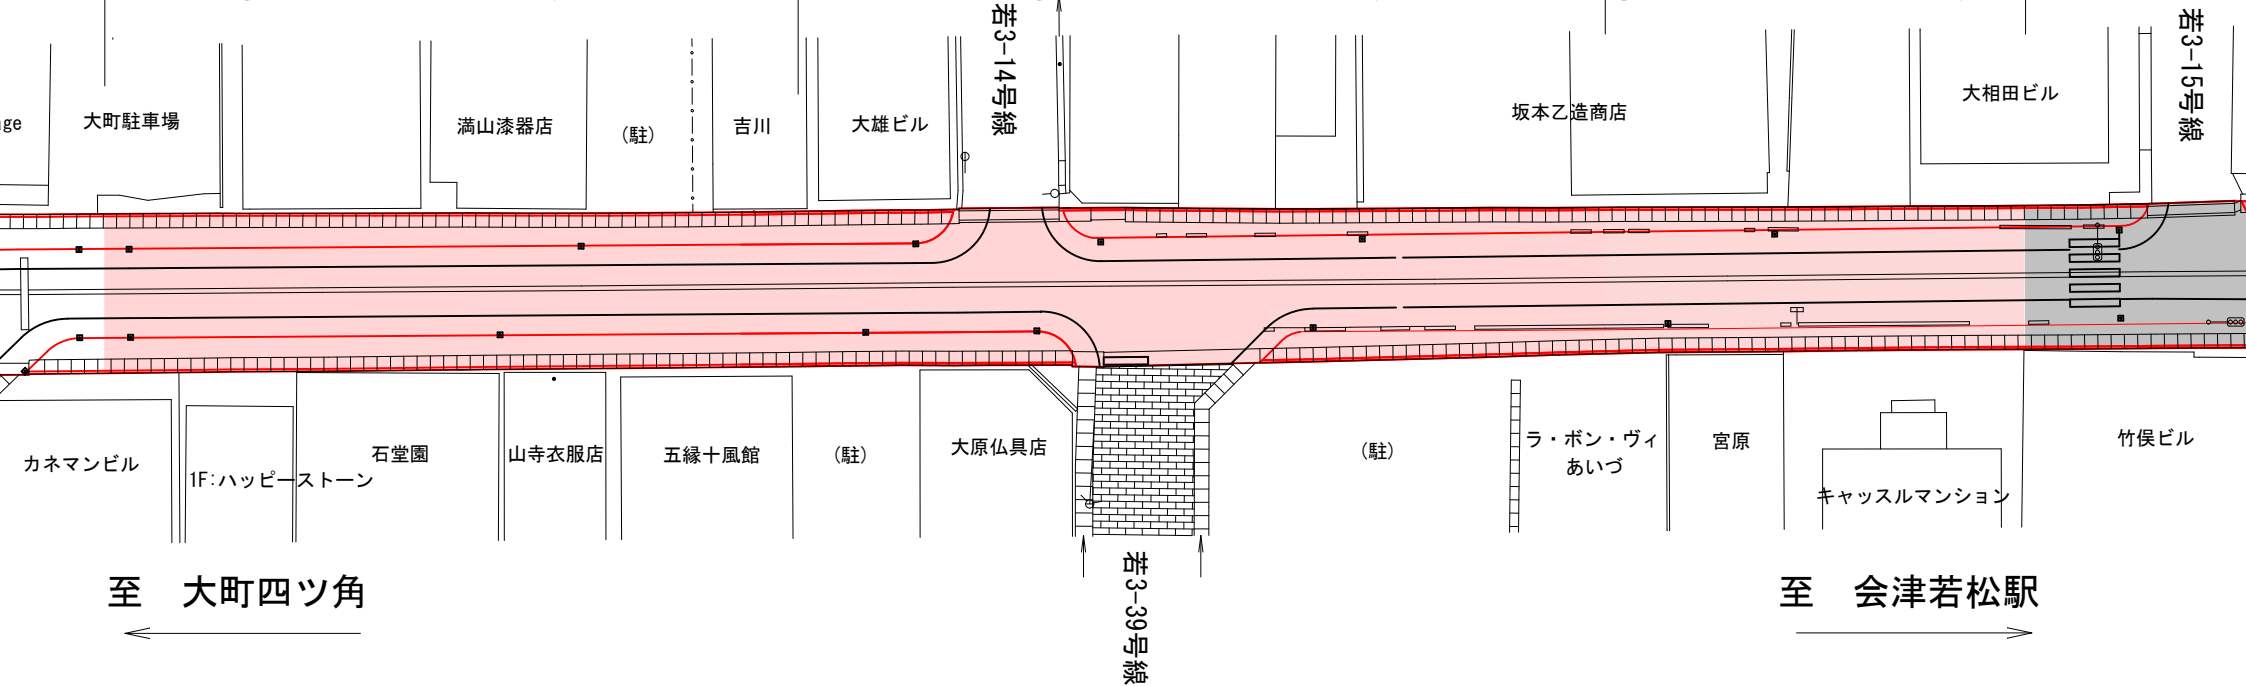 若3-14号線
若3-15号線
大町駐車場
満山漆器店
(駐)
吉川
大雄ビル
坂本乙造商店
大相田ビル
カネマンビル
1F:ハッピーストーン
石堂園
山寺衣服店
五縁十風館
(駐)
大原仏具店
(駐)
ラ・ボン・ヴィ
あいづ
宮原
キャッスルマンション
竹俣ビル
至 大町四ツ角
若3-39号線
至 会津若松駅